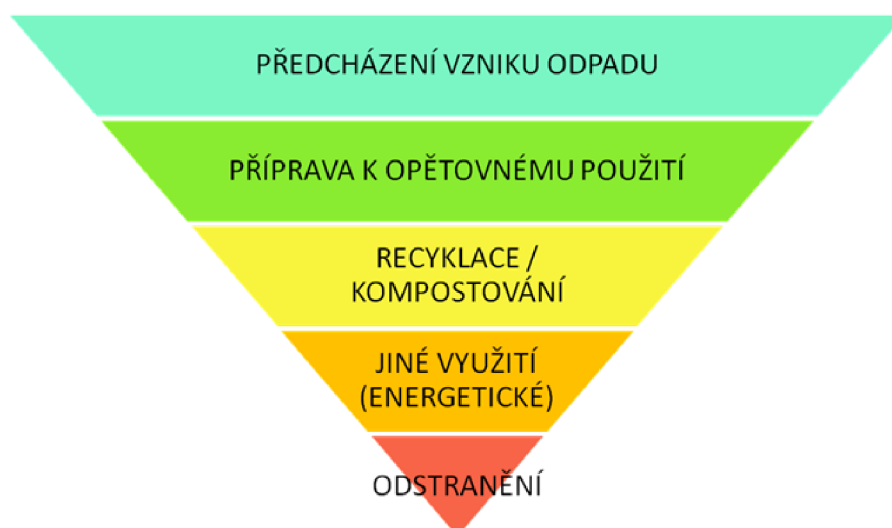 PŘEDCHÁZENÍ VZNIKU ODPADU
PŘÍPRAVA K OPĚTOVNÉMU POUŽITÍ
RECYKLACE /
KOMPOSTOVÁNÍ
JINÉ VYUŽITÍ
(ENERGETICKÉ)
ODSTRANĚNÍ